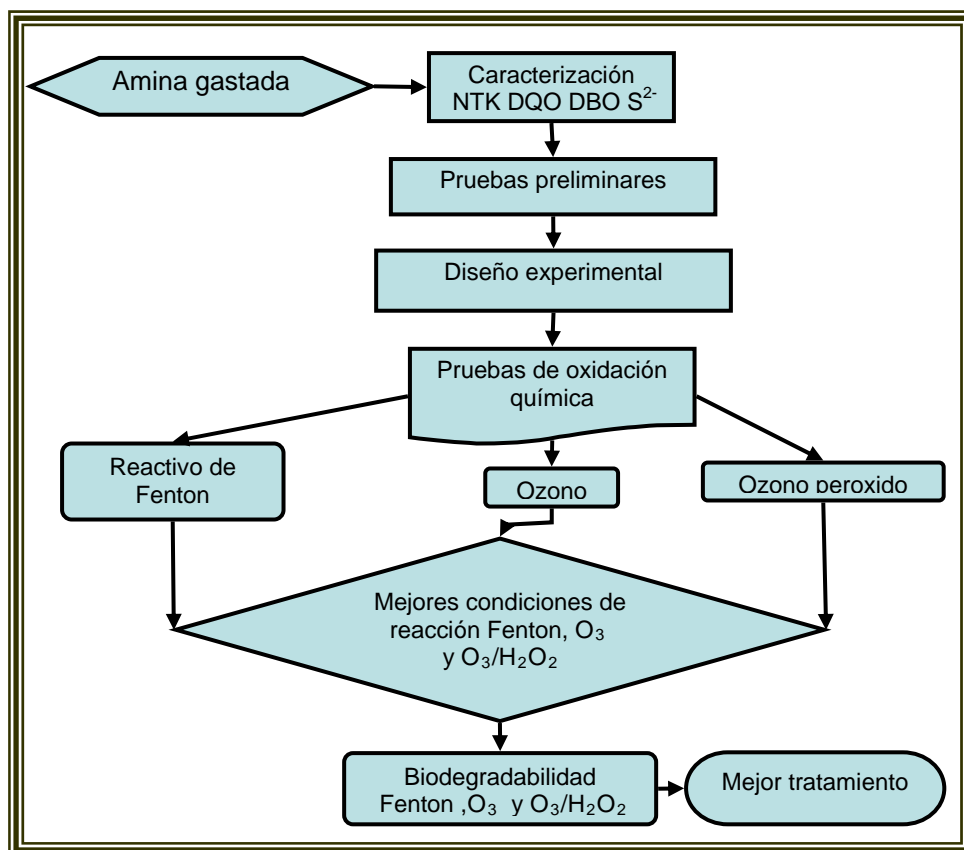 Amina gastada
Caracterización
NTK DQO DBO S²⁻
Pruebas preliminares
Diseño experimental
Pruebas de oxidación
química
Reactivo de
Fenton
Ozono
Ozono peroxido
Mejores condiciones de
reacción Fenton, O₃
y O₃/H₂O₂
Biodegradabilidad
Fenton ,O₃ y O₃/H₂O₂
Mejor tratamiento